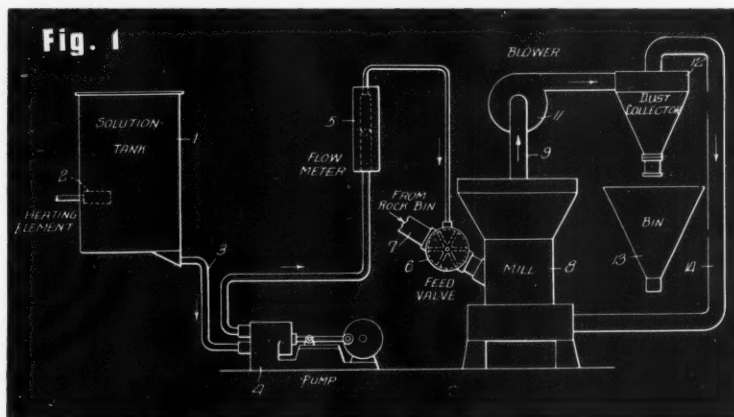 Fig. 1
BLOWER
12
DUST
COLLECTOR
SOLUTION
TANK
1
5
11
2
FLOW
METER
9
HEATING
ELEMENT
FROM
ROCK BIN
7
3
6
FEED
VALVE
MILL
8
BIN
13
14
4
PUMP